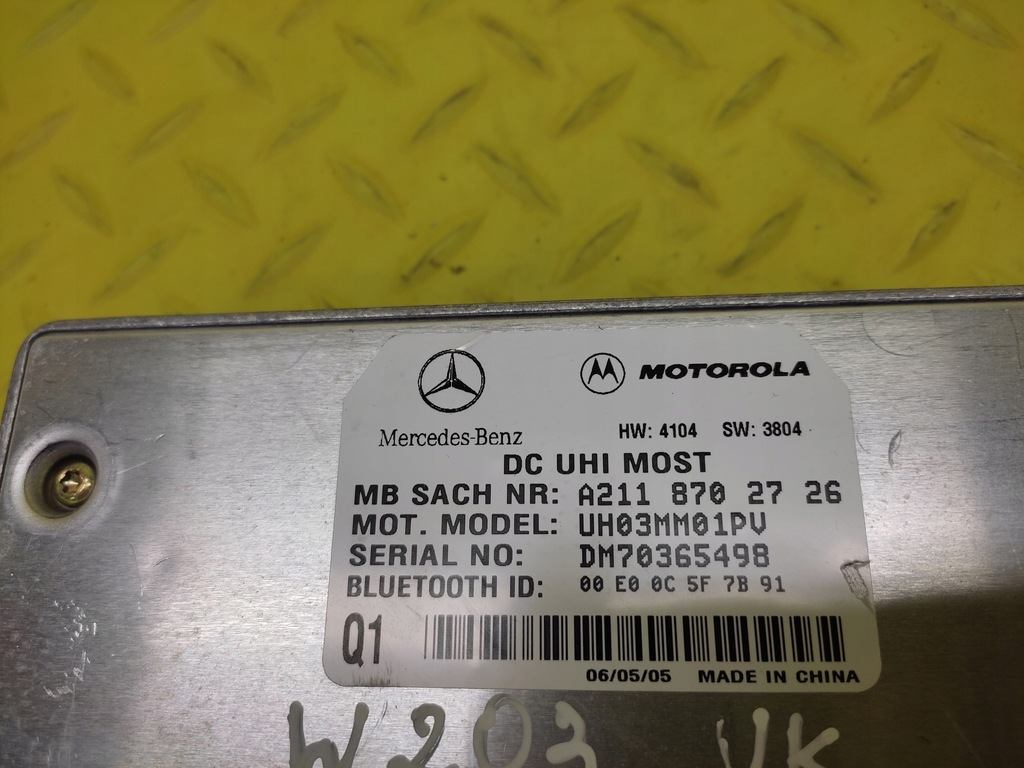 MOTOROLA
Mercedes-Benz
HW: 4104 SW: 3804
DC UHI MOST
MB SACH NR: A211 870 27 26
MOT. MODEL: UH03MM01PV
SERIAL NO: DM70365498
BLUETOOTH ID: 00 E0 0C 5F 7B 91
Q1
06/05/05 MADE IN CHINA
W203 VK